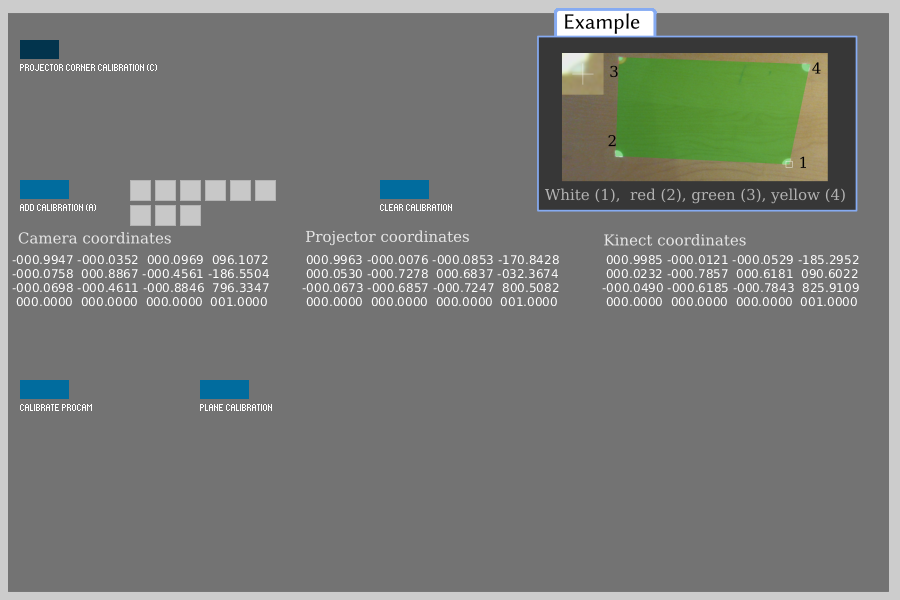 Example
PROJECTOR CORNER CALIBRATION (C)
3
4
2
1
White (1), red (2), green (3), yellow (4)
ADD CALIBRATION (A)
CLEAR CALIBRATION
Camera coordinates
-000.9947 -000.0352 000.0969 096.1072
-000.0758 000.8867 -000.4561 -186.5504
-000.0698 -000.4611 -000.8846 796.3347
000.0000 000.0000 000.0000 001.0000
Projector coordinates
000.9963 -000.0076 -000.0853 -170.8428
000.0530 -000.7278 000.6837 -032.3674
-000.0673 -000.6857 -000.7247 800.5082
000.0000 000.0000 000.0000 001.0000
Kinect coordinates
000.9985 -000.0121 -000.0529 -185.2952
000.0232 -000.7857 000.6181 090.6022
-000.0490 -000.6185 -000.7843 825.9109
000.0000 000.0000 000.0000 001.0000
CALIBRATE PROCAM
PLANE CALIBRATION